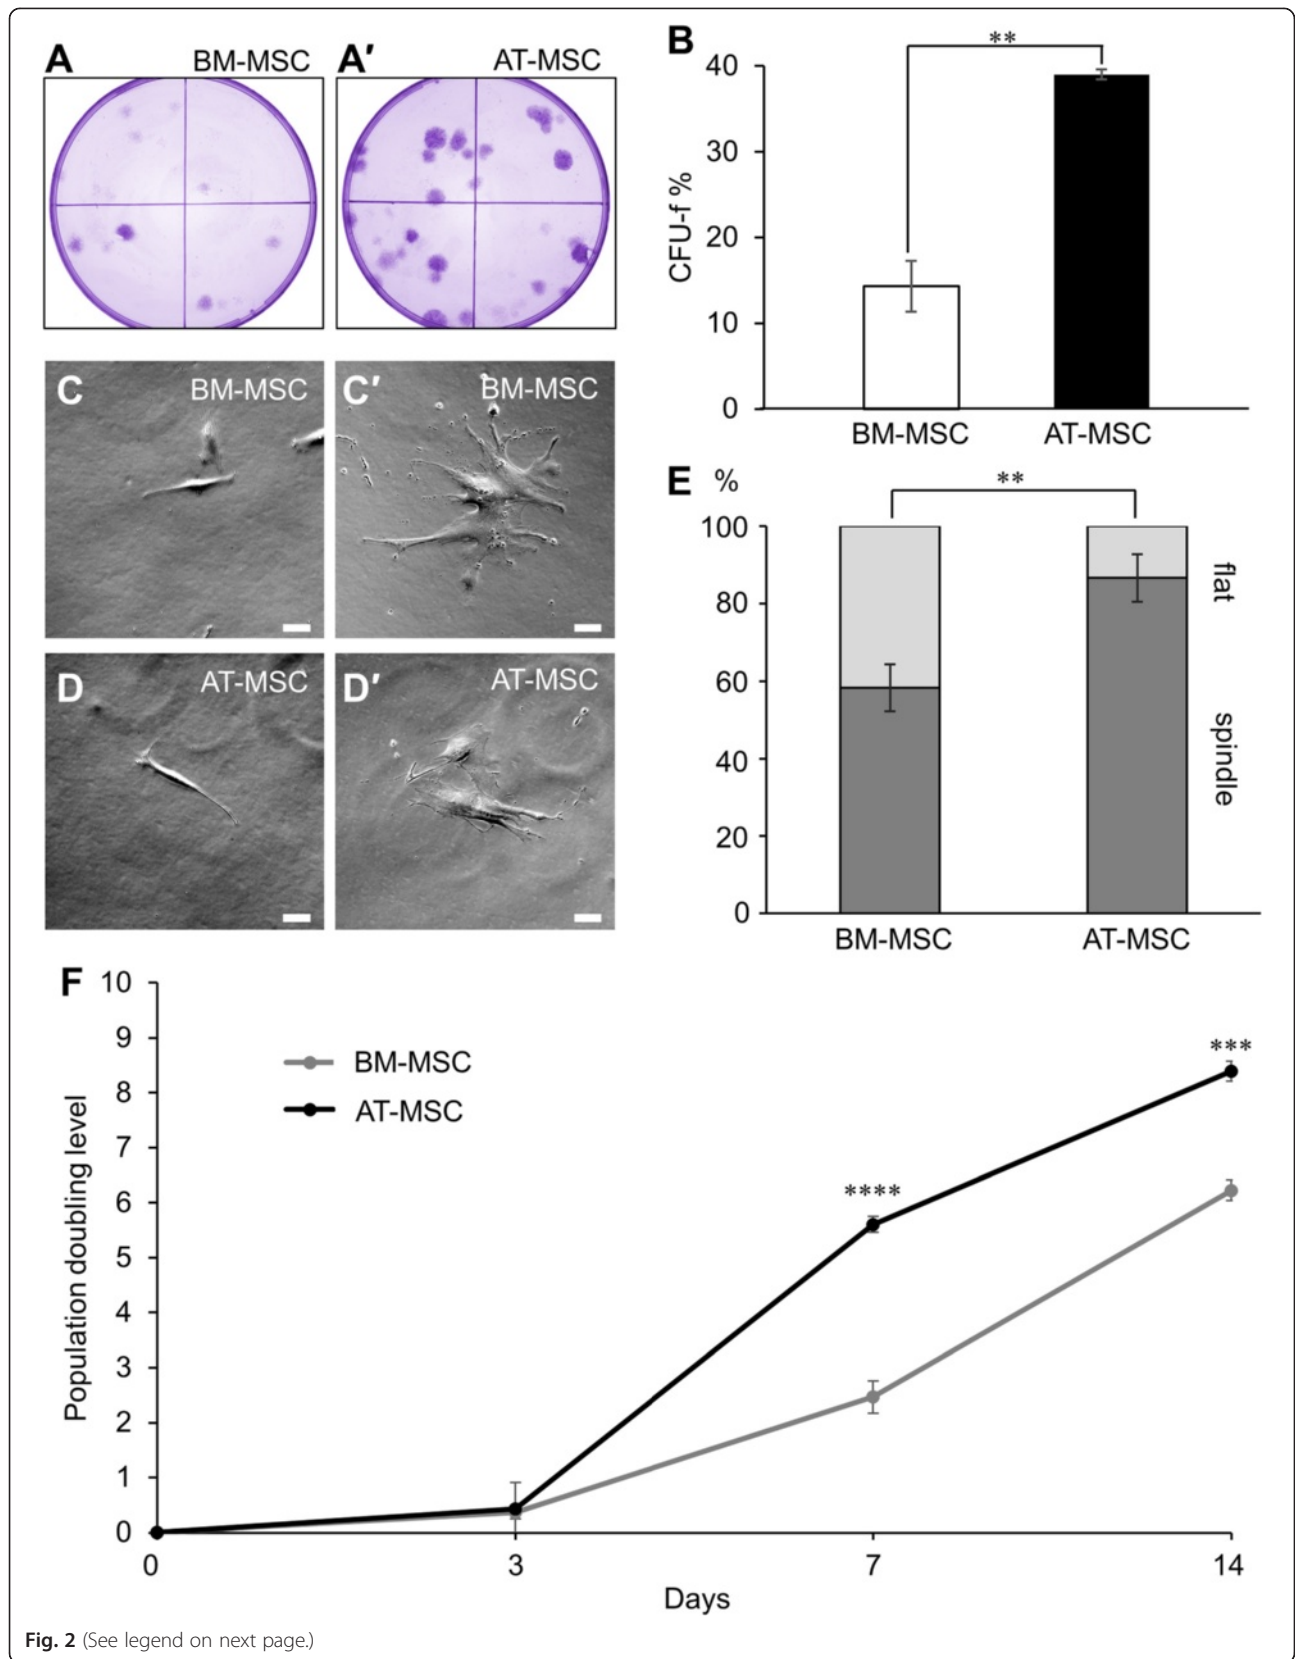 A BM-MSC A′ AT-MSC
B **
40
30
20
10
0
CFU-f %
BM-MSC AT-MSC
C BM-MSC C′ BM-MSC
D AT-MSC D′ AT-MSC
E % **
100
80
60
40
20
0
flat
spindle
BM-MSC AT-MSC
F
10
9
8
7
6
5
4
3
2
1
0
Population doubling level
BM-MSC
AT-MSC
****
***
0 3 7 14
Days
Fig. 2 (See legend on next page.)